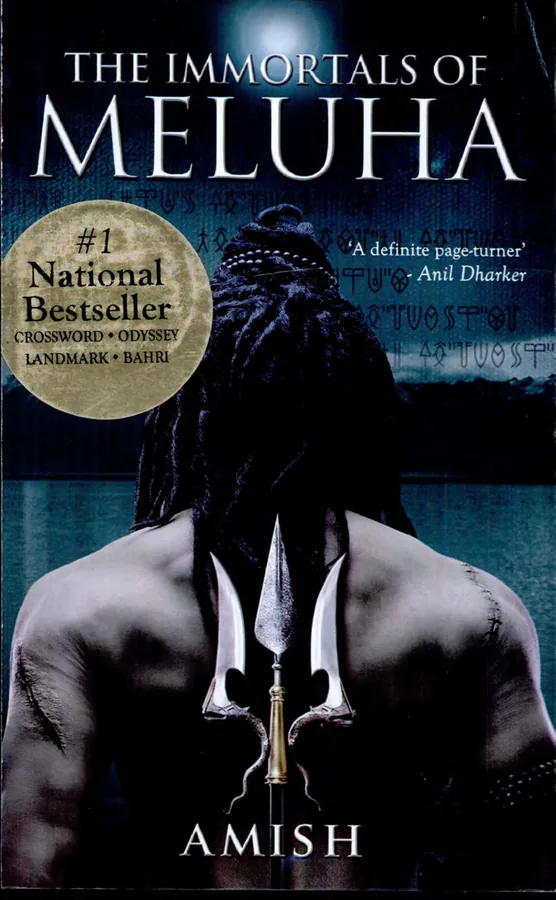 THE IMMORTALS OF
MELUHA
#1
National
Bestseller
CROSSWORD • ODYSSEY
LANDMARK • BAHRI
'A definite page-turner'
- Anil Dharker
AMISH